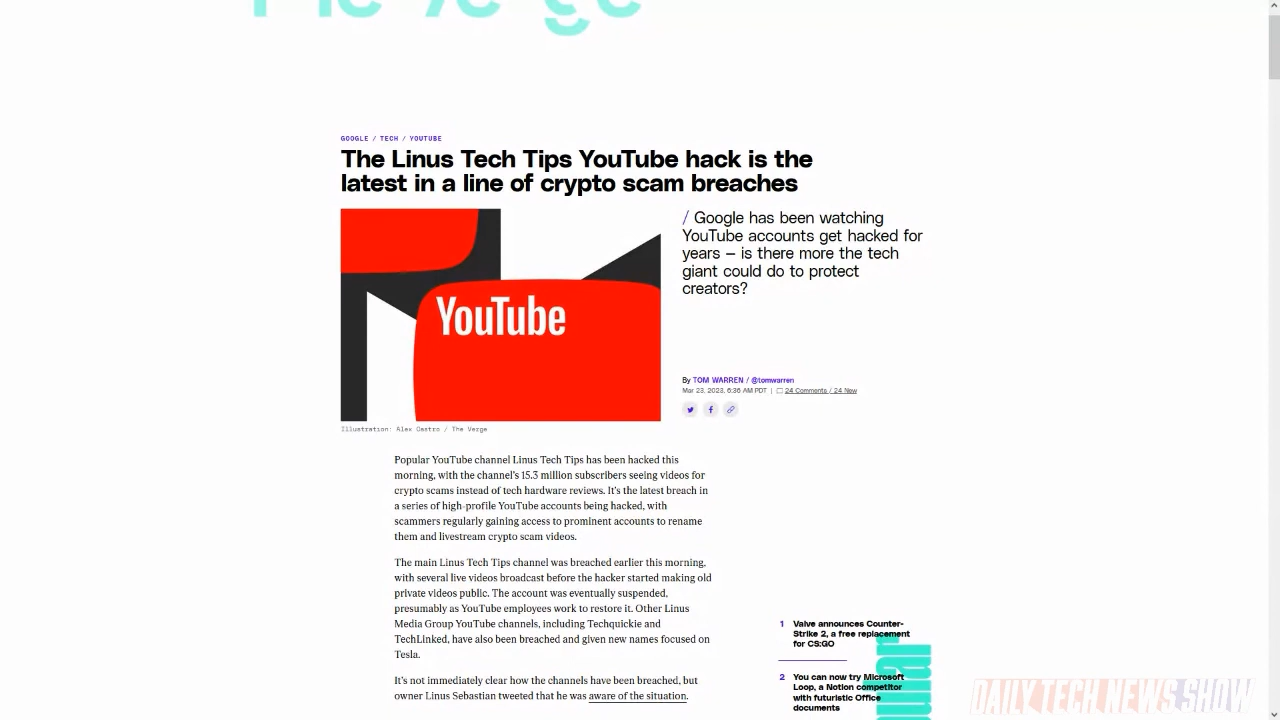 The Verge
GOOGLE / TECH / YOUTUBE
The Linus Tech Tips YouTube hack is the
latest in a line of crypto scam breaches
/ Google has been watching
YouTube accounts get hacked for
years – is there more the tech
giant could do to protect
creators?
YouTube
By TOM WARREN / @tomwarren
Mar 23, 2023, 6:36 AM PDT | 24 Comments / 24 New
Illustration: Alex Castro / The Verge
Popular YouTube channel Linus Tech Tips has been hacked this
morning, with the channel's 15.3 million subscribers seeing videos for
crypto scams instead of tech hardware reviews. It's the latest breach in
a series of high-profile YouTube accounts being hacked, with
scammers regularly gaining access to prominent accounts to rename
them and livestream crypto scam videos.
The main Linus Tech Tips channel was breached earlier this morning,
with several live videos broadcast before the hacker started making old
private videos public. The account was eventually suspended,
presumably as YouTube employees work to restore it. Other Linus
Media Group YouTube channels, including Techquickie and
TechLinked, have also been breached and given new names focused on
Tesla.
It's not immediately clear how the channels have been breached, but
owner Linus Sebastian tweeted that he was aware of the situation.
1 Valve announces Counter-
Strike 2, a free replacement
for CS:GO
2 You can now try Microsoft
Loop, a Notion competitor
with futuristic Office
documents
DAILY TECH NEWS SHOW